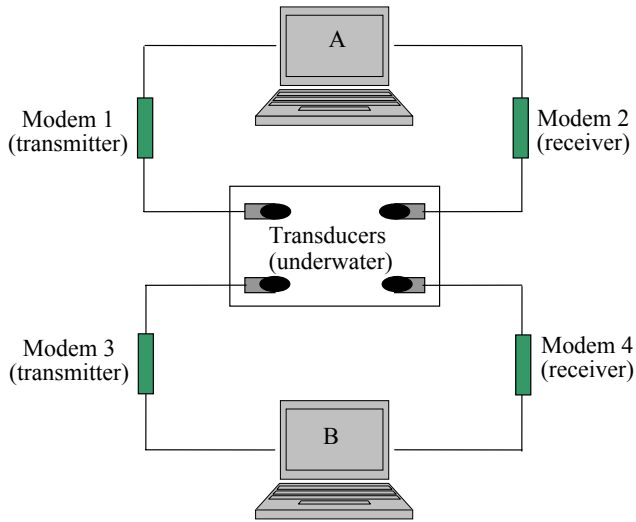 A
Modem 1
(transmitter)
Modem 2
(receiver)
Transducers
(underwater)
Modem 3
(transmitter)
Modem 4
(receiver)
B